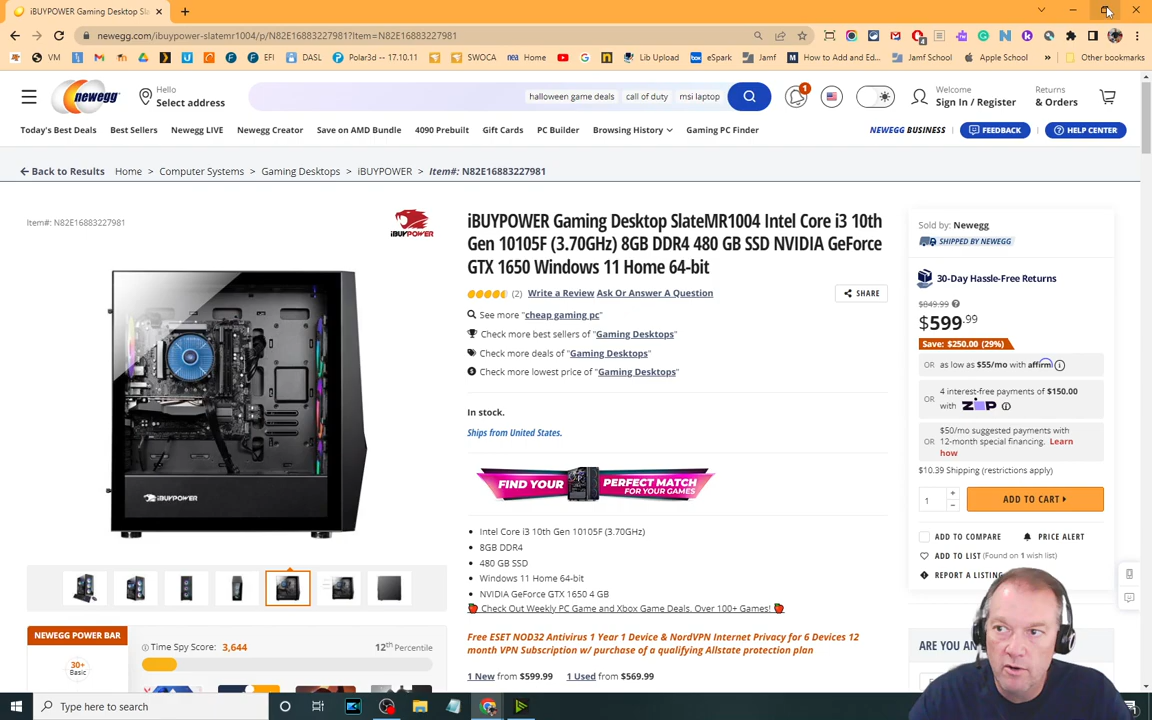 iBUYPOWER Gaming Desktop Sla
newegg.com/ibuypower-slatemr1004/p/N82E16883227981?Item=N82E16883227981
VM
SWOCA
EFI
DASL
Polar3d -- 17.10.11
SWOCA
nea Home
Lib Upload
eSpark
Jamf
How to Add and Ed...
Jamf School
Apple School
Other bookmarks
newegg
Hello
Select address
halloween game deals
call of duty
msi laptop
1
Welcome
Sign In / Register
Returns
& Orders
Today's Best Deals
Best Sellers
Newegg LIVE
Newegg Creator
Save on AMD Bundle
4090 Prebuilt
Gift Cards
PC Builder
Browsing History
Gaming PC Finder
NEWEGG BUSINESS
FEEDBACK
HELP CENTER
Back to Results
Home > Computer Systems > Gaming Desktops > iBUYPOWER > Item#: N82E16883227981
Item#: N82E16883227981
iBUYPOWER
iBUYPOWER
iBUYPOWER Gaming Desktop SlateMR1004 Intel Core i3 10th
Gen 10105F (3.70GHz) 8GB DDR4 480 GB SSD NVIDIA GeForce
GTX 1650 Windows 11 Home 64-bit
(2) Write a Review Ask Or Answer A Question
SHARE
See more "cheap gaming pc"
Check more best sellers of "Gaming Desktops"
Check more deals of "Gaming Desktops"
Check more lowest price of "Gaming Desktops"
In stock.
Ships from United States.
FIND YOUR PERFECT MATCH
FOR YOUR GAMES!
Intel Core i3 10th Gen 10105F (3.70GHz)
8GB DDR4
480 GB SSD
Windows 11 Home 64-bit
NVIDIA GeForce GTX 1650 4 GB
Check Out Weekly PC Game and Xbox Game Deals. Over 100+ Games!
Free ESET NOD32 Antivirus 1 Year 1 Device & NordVPN Internet Privacy for 6 Devices 12
month VPN Subscription w/ purchase of a qualifying Allstate protection plan
1 New from $599.99
1 Used from $569.99
Sold by: Newegg
SHIPPED BY NEWEGG
30-Day Hassle-Free Returns
$849.99
$599.99
Save: $250.00 (29%)
OR as low as $55/mo with affirm
OR 4 interest-free payments of $150.00
with ZIP
OR $50/mo suggested payments with
12-month special financing. Learn
how
$10.39 Shipping (restrictions apply)
1
ADD TO CART
ADD TO COMPARE
PRICE ALERT
ADD TO LIST (Found on 1 wish list)
REPORT A LISTING
ARE YOU AN
NEWEGG POWER BAR
30+
Basic
Time Spy Score: 3,644
12th Percentile
Type here to search